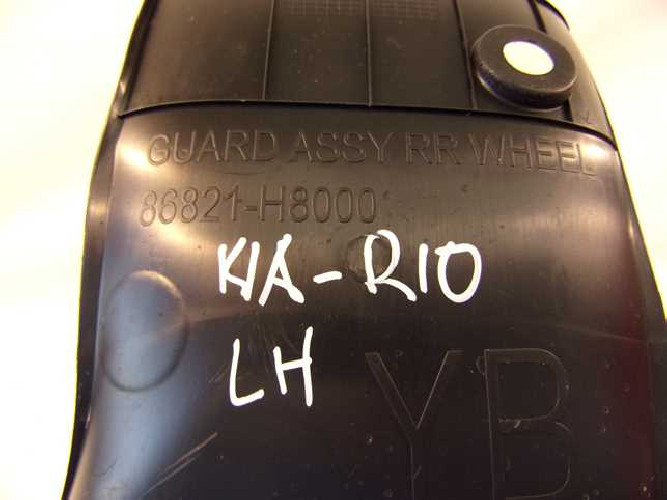 GUARD ASSY RR WHEEL
86821-H8000
KIA-RIO
LH
YB